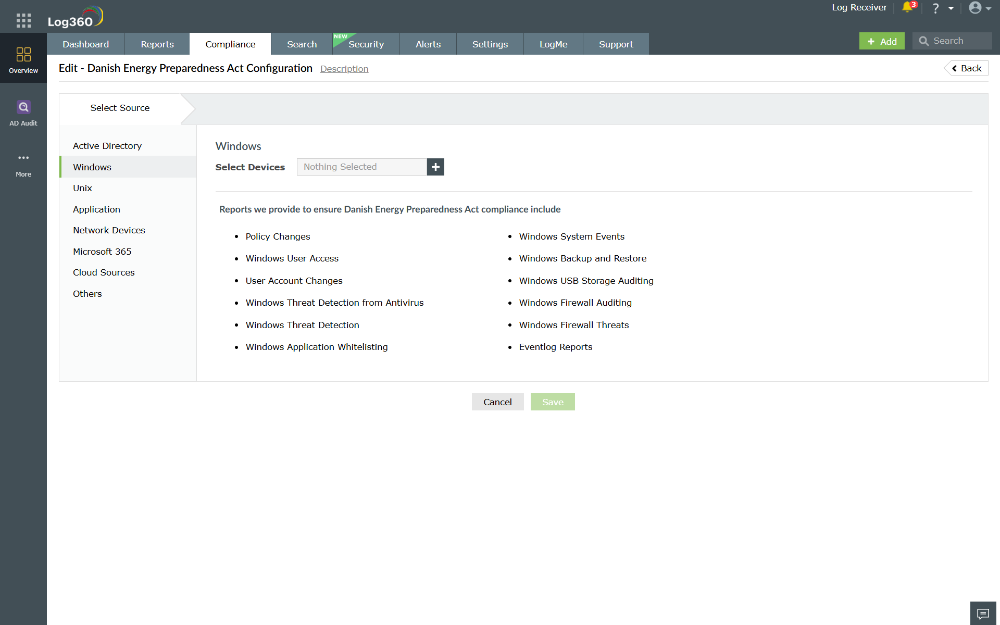 Log360
Log Receiver
3
?
Dashboard
Reports
Compliance
Search
NEW
Security
Alerts
Settings
LogMe
Support
+ Add
Search
Overview
AD Audit
More
Edit - Danish Energy Preparedness Act Configuration
Description
Back
Select Source
Active Directory
Windows
Unix
Application
Network Devices
Microsoft 365
Cloud Sources
Others
Windows
Select Devices
Nothing Selected
Reports we provide to ensure Danish Energy Preparedness Act compliance include
Policy Changes
Windows User Access
User Account Changes
Windows Threat Detection from Antivirus
Windows Threat Detection
Windows Application Whitelisting
Windows System Events
Windows Backup and Restore
Windows USB Storage Auditing
Windows Firewall Auditing
Windows Firewall Threats
Eventlog Reports
Cancel
Save